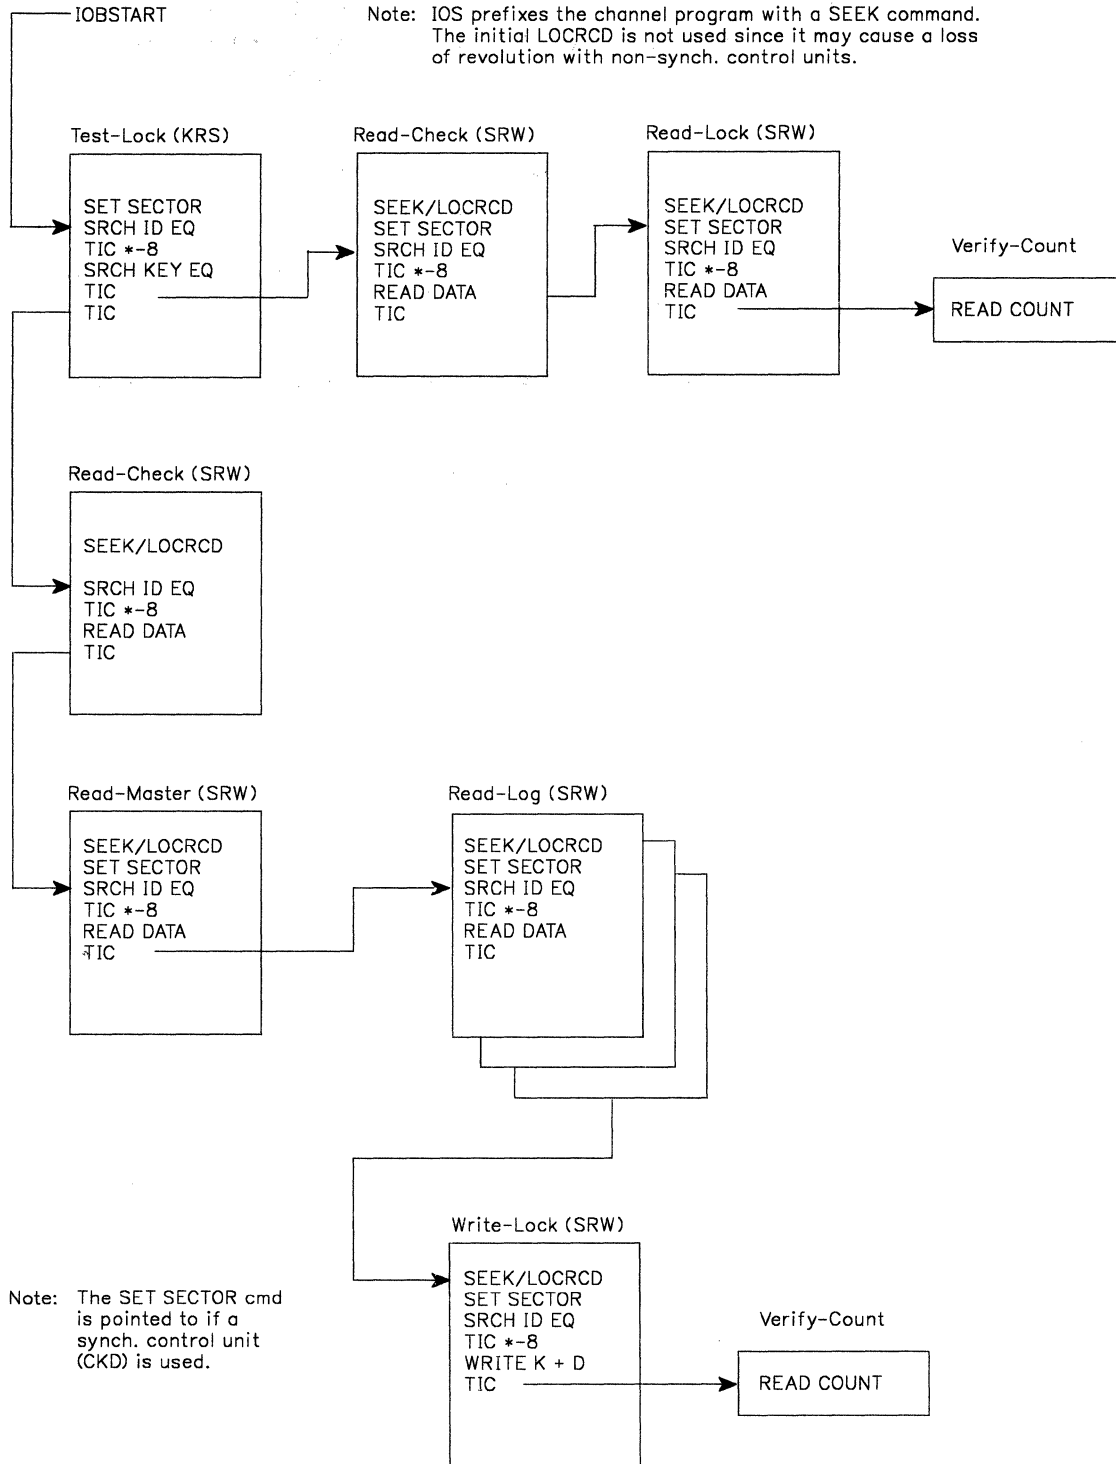 IOBSTART
Note: IOS prefixes the channel program with a SEEK command.
The initial LOCRCD is not used since it may cause a loss
of revolution with non-synch. control units.
Test-Lock (KRS)
SET SECTOR
SRCH ID EQ
TIC *-8
SRCH KEY EQ
TIC
TIC
Read-Check (SRW)
SEEK/LOCRCD
SET SECTOR
SRCH ID EQ
TIC *-8
READ DATA
TIC
Read-Lock (SRW)
SEEK/LOCRCD
SET SECTOR
SRCH ID EQ
TIC *-8
READ DATA
TIC
Verify-Count
READ COUNT
Read-Check (SRW)
SEEK/LOCRCD
SRCH ID EQ
TIC *-8
READ DATA
TIC
Read-Master (SRW)
SEEK/LOCRCD
SET SECTOR
SRCH ID EQ
TIC *-8
READ DATA
TIC
Read-Log (SRW)
SEEK/LOCRCD
SET SECTOR
SRCH ID EQ
TIC *-8
READ DATA
TIC
Write-Lock (SRW)
SEEK/LOCRCD
SET SECTOR
SRCH ID EQ
TIC *-8
WRITE K + D
TIC
Verify-Count
READ COUNT
Note: The SET SECTOR cmd
is pointed to if a
synch. control unit
(CKD) is used.